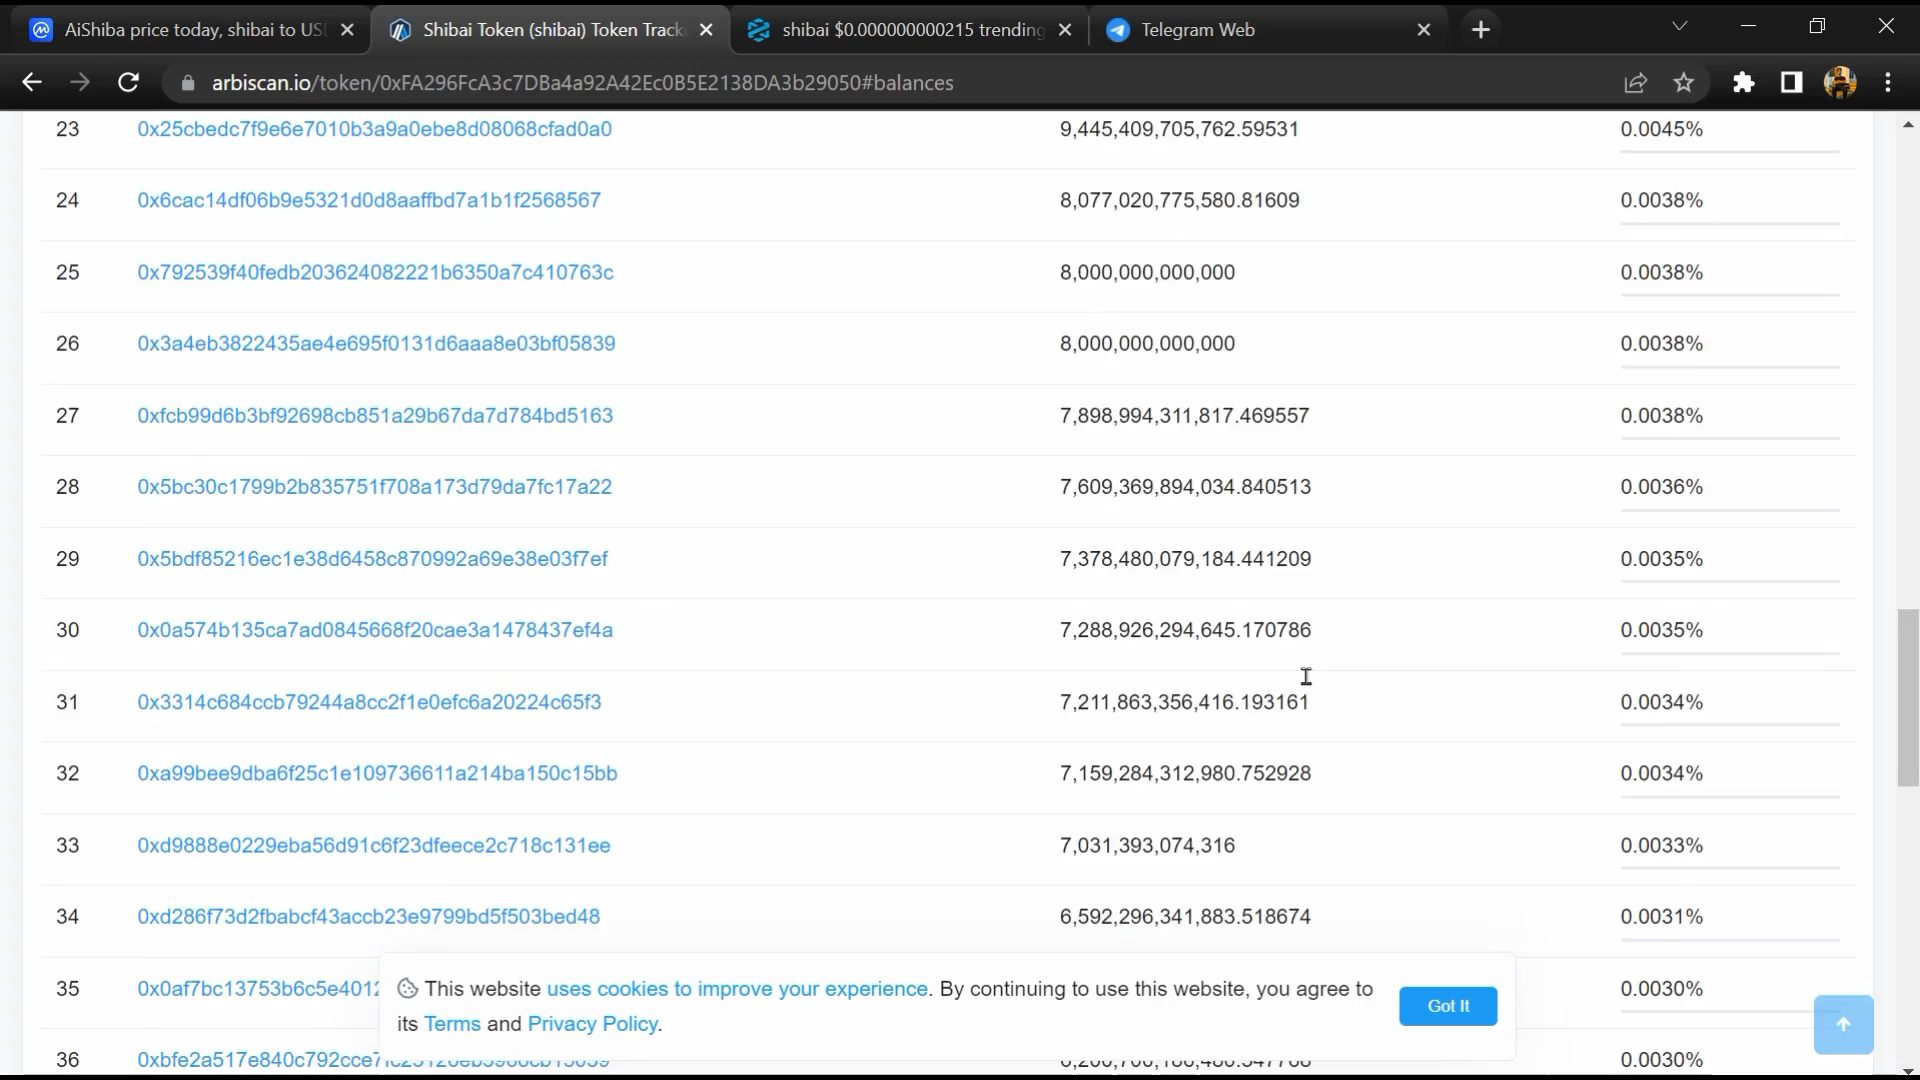 AiShiba price today, shibai to US
Shibai Token (shibai) Token Track
shibai $0.000000000215 trending
Telegram Web
arbiscan.io/token/0xFA296FcA3c7DBa4a92A42Ec0B5E2138DA3b29050#balances
23 0x25cbedc7f9e6e7010b3a9a0ebe8d08068cfad0a0 9,445,409,705,762.59531 0.0045%
24 0x6cac14df06b9e5321d0d8aaffbd7a1b1f2568567 8,077,020,775,580.81609 0.0038%
25 0x792539f40fedb203624082221b6350a7c410763c 8,000,000,000,000 0.0038%
26 0x3a4eb3822435ae4e695f0131d6aaa8e03bf05839 8,000,000,000,000 0.0038%
27 0xfcb99d6b3bf92698cb851a29b67da7d784bd5163 7,898,994,311,817.469557 0.0038%
28 0x5bc30c1799b2b835751f708a173d79da7fc17a22 7,609,369,894,034.840513 0.0036%
29 0x5bdf85216ec1e38d6458c870992a69e38e03f7ef 7,378,480,079,184.441209 0.0035%
30 0x0a574b135ca7ad0845668f20cae3a1478437ef4a 7,288,926,294,645.170786 0.0035%
31 0x3314c684ccb79244a8cc2f1e0efc6a20224c65f3 7,211,863,356,416.193161 0.0034%
32 0xa99bee9dba6f25c1e109736611a214ba150c15bb 7,159,284,312,980.752928 0.0034%
33 0xd9888e0229eba56d91c6f23dfeece2c718c131ee 7,031,393,074,316 0.0033%
34 0xd286f73d2fbabcf43accb23e9799bd5f503bed48 6,592,296,341,883.518674 0.0031%
35 0x0af7bc13753b6c5e4012 0.0030%
This website uses cookies to improve your experience. By continuing to use this website, you agree to
its Terms and Privacy Policy.
Got It
36 0.0030%